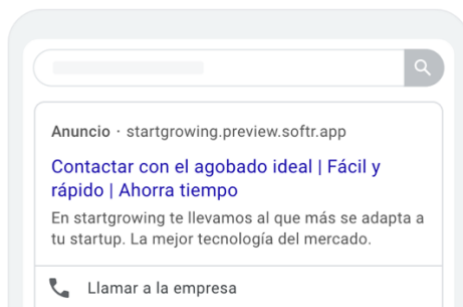 Anuncio · startgrowing.preview.softr.app
Contactar con el agobado ideal | Fácil y
rápido | Ahorra tiempo
En startgrowing te llevamos al que más se adapta a
tu startup. La mejor tecnología del mercado.
Llamar a la empresa